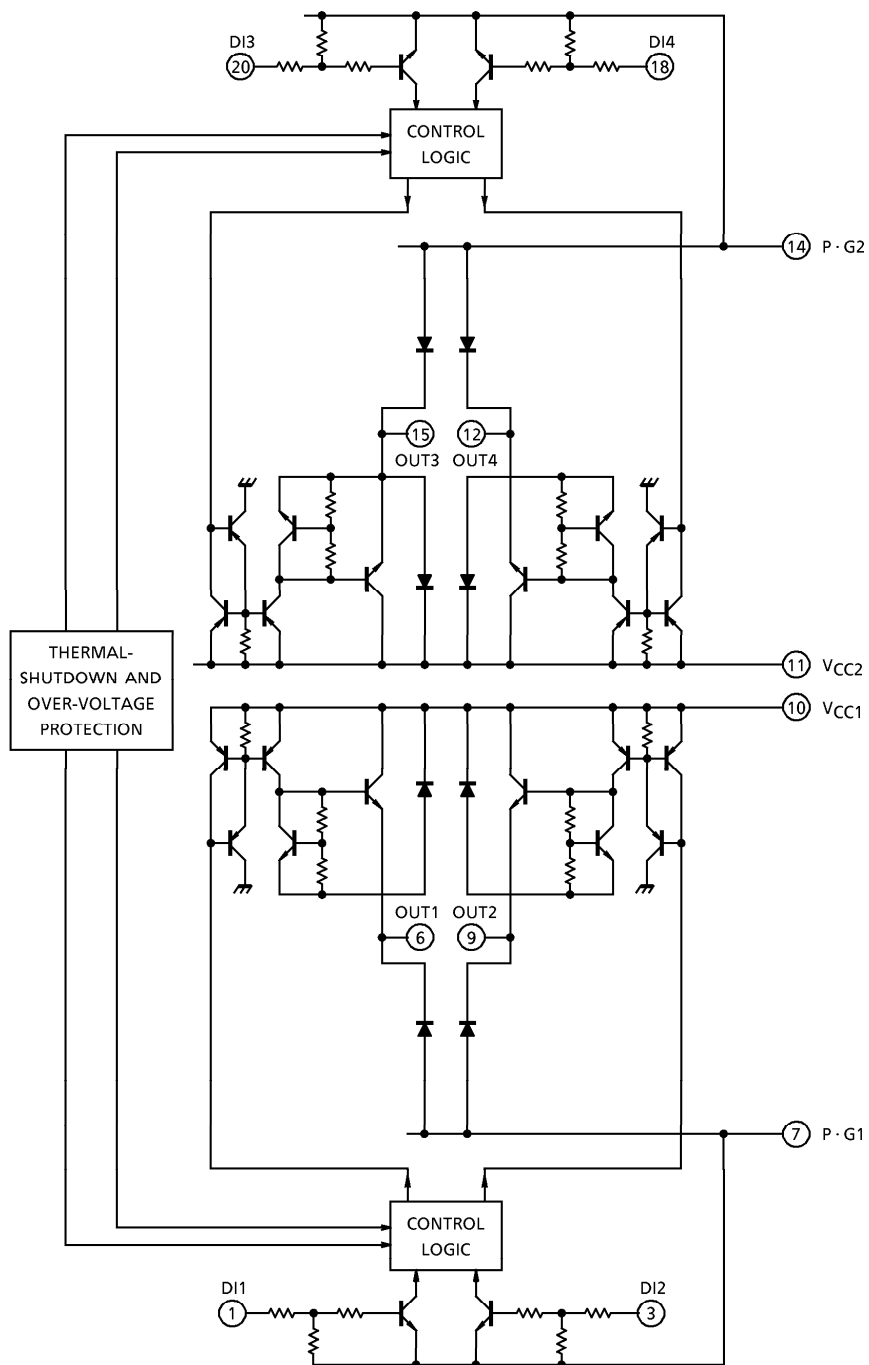 DI3
DI4
20
18
CONTROL
LOGIC
14 P · G2
15
12
OUT3
OUT4
THERMAL-
SHUTDOWN AND
OVER-VOLTAGE
PROTECTION
11 VCC2
10 VCC1
OUT1
OUT2
6
9
7 P · G1
CONTROL
LOGIC
DI1
DI2
1
3